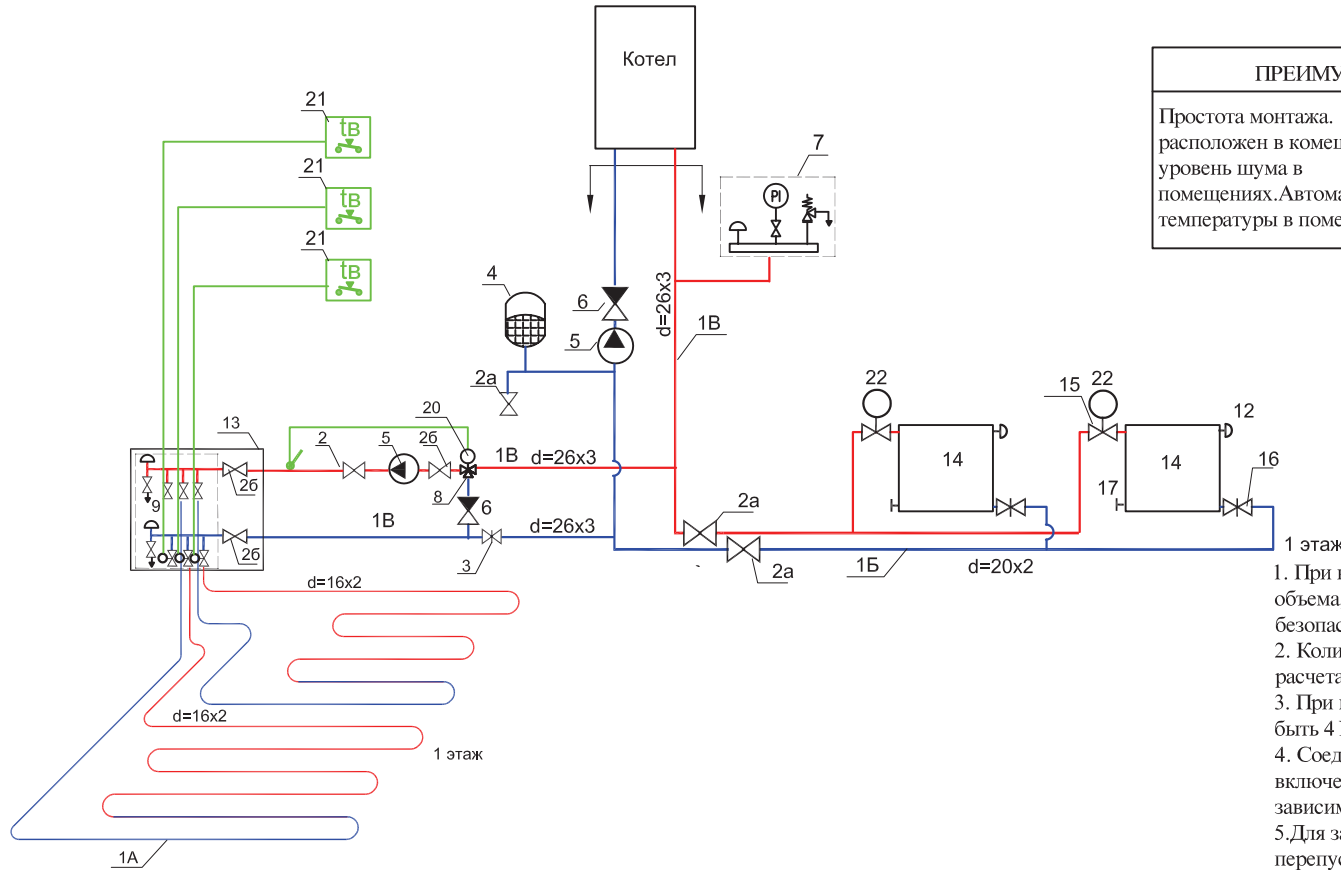 Котел
ПРЕИМУ
Простота монтажа.
расположен в комещ
уровень шума в
помещениях.Автома
температуры в поме
21
tв
21
tв
21
tв
7
PI
4
6
5
d=26x3
1В
2а
13
2
5
2б
20
1В
d=26x3
8
6
9
2б
1В
d=26x3
2б
3
22
15
22
12
14
14
17
16
2а
2а
1Б
d=20x2
d=16x2
d=16x2
1 этаж
1А
1 этаж
1. При
объема
безопас
2. Коли
расчета
3. При
быть 4
4. Соед
включе
зависим
5.Для за
перепус